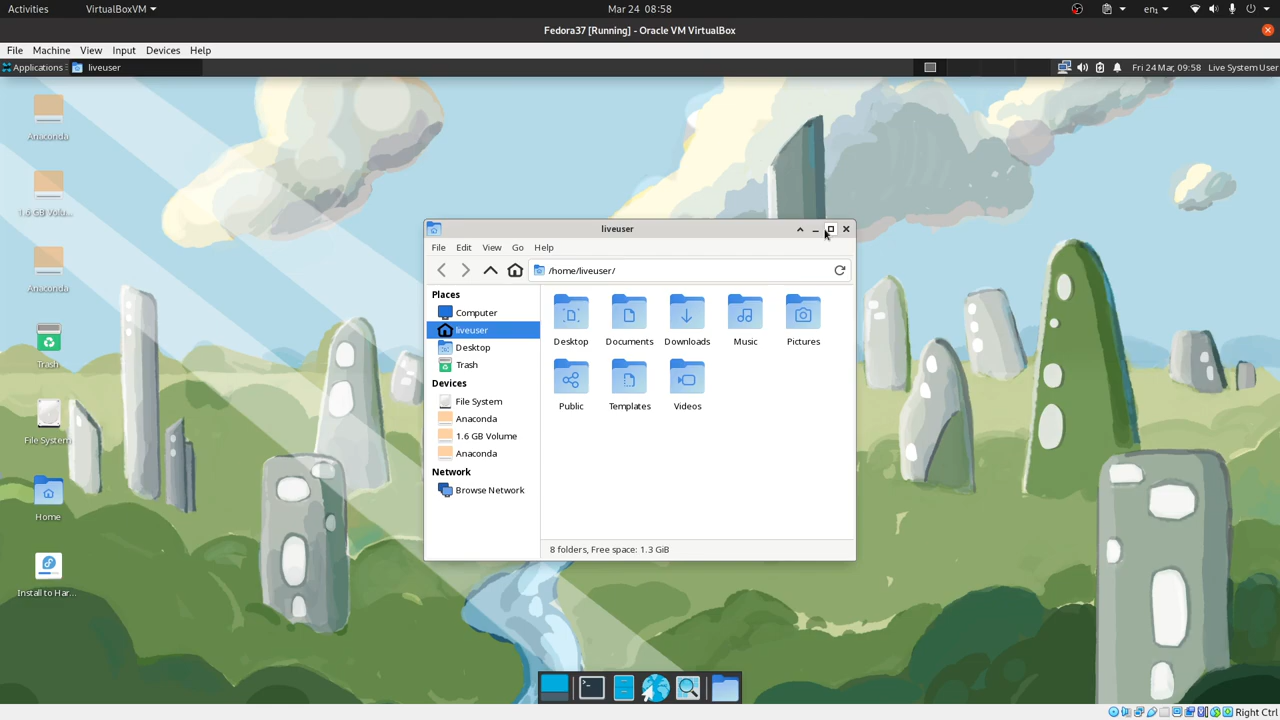 Activities VirtualBoxVM Mar 24 08:58 en₁
Fedora37 [Running] - Oracle VM VirtualBox
File Machine View Input Devices Help
Applications liveuser Fri 24 Mar, 09:58 Live System User
Anaconda
1.6 GB Volu...
Anaconda
Trash
File System
Home
Install to Har...
liveuser
File Edit View Go Help
/home/liveuser/
Places
Computer
liveuser
Desktop
Trash
Devices
File System
Anaconda
1.6 GB Volume
Anaconda
Network
Browse Network
Desktop Documents Downloads Music Pictures
Public Templates Videos
8 folders, Free space: 1.3 GiB
Right Ctrl